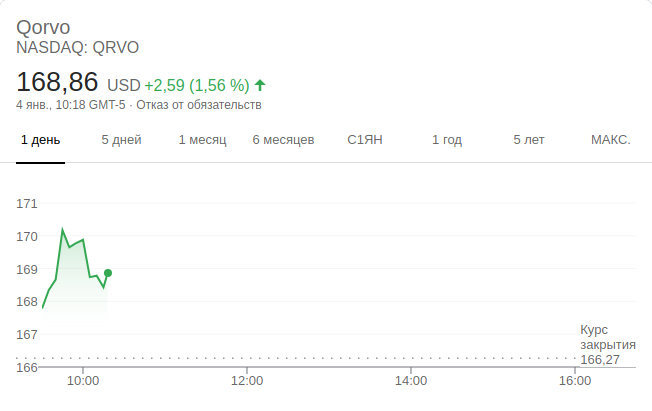 Qorvo
NASDAQ: QRVO
168,86 USD +2,59 (1,56 %)
4 янв., 10:18 GMT-5 · Отказ от обязательств
1 день 5 дней 1 месяц 6 месяцев С1ЯН 1 год 5 лет МАКС.
171
170
169
168
167
166
Курс
закрытия
166,27
10:00 12:00 14:00 16:00